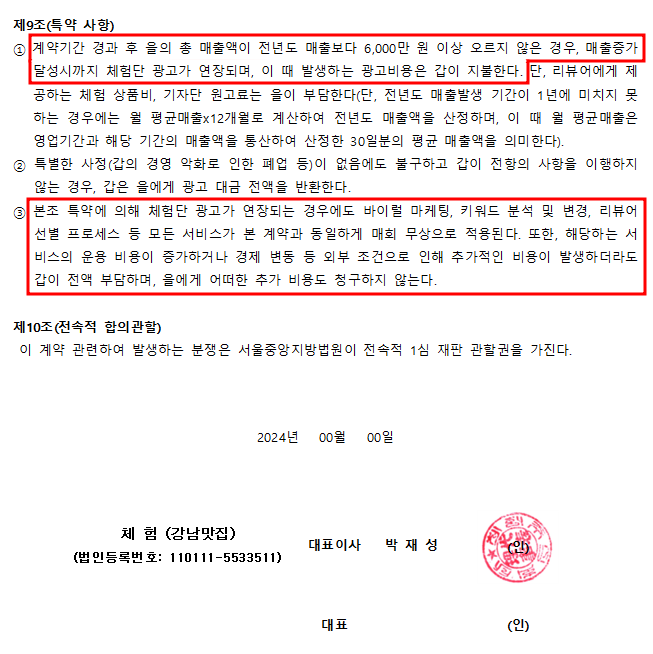 제9조(특약 사항)
① 계약기간 경과 후 을의 총 매출액이 전년도 매출보다 6,000만 원 이상 오르지 않은 경우, 매출증가
달성시까지 체험단 광고가 연장되며, 이 때 발생하는 광고비용은 갑이 지불한다. 단, 리뷰어에게 제
공하는 체험 상품비, 기자단 원고료는 을이 부담한다(단, 전년도 매출발생 기간이 1년에 미치지 못
하는 경우에는 월 평균매출x12개월로 계산하여 전년도 매출액을 산정하며, 이 때 월 평균매출은
영업기간과 해당 기간의 매출액을 통산하여 산정한 30일분의 평균 매출액을 의미한다).
② 특별한 사정(갑의 경영 악화로 인한 폐업 등)이 없음에도 불구하고 갑이 전항의 사항을 이행하지
않는 경우, 갑은 을에게 광고 대금 전액을 반환한다.
③ 본조 특약에 의해 체험단 광고가 연장되는 경우에도 바이럴 마케팅, 키워드 분석 및 변경, 리뷰어
선별 프로세스 등 모든 서비스가 본 계약과 동일하게 매회 무상으로 적용된다. 또한, 해당하는 서
비스의 운용 비용이 증가하거나 경제 변동 등 외부 조건으로 인해 추가적인 비용이 발생하더라도
갑이 전액 부담하며, 을에게 어떠한 추가 비용도 청구하지 않는다.
제10조(전속적 합의관할)
이 계약 관련하여 발생하는 분쟁은 서울중앙지방법원이 전속적 1심 재판 관할권을 가진다.
2024년 00월 00일
체 험 (강남맛집)
(법인등록번호: 110111-5533511)
대표이사 박 재 성 (인)
대표 (인)